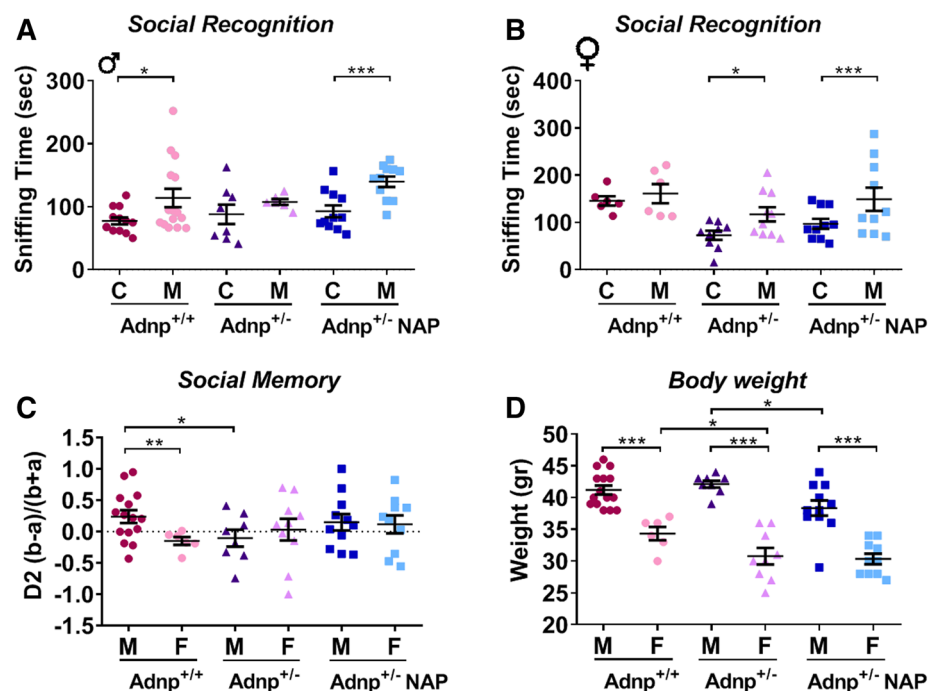 A
Social Recognition
♂
Sniffing Time (sec)
300
200
100
0
*
***
C M C M C M
Adnp+/+ Adnp+/- Adnp+/- NAP
B
Social Recognition
♀
Sniffing Time (sec)
400
300
200
100
0
*
***
C M C M C M
Adnp+/+ Adnp+/- Adnp+/- NAP
C
Social Memory
D2 (b-a)/(b+a)
1.5
1.0
0.5
0.0
-0.5
-1.0
-1.5
*
**
M F M F M F
Adnp+/+ Adnp+/- Adnp+/- NAP
D
Body weight
Weight (gr)
50
45
40
35
30
25
20
*
*
*** *** ***
M F M F M F
Adnp+/+ Adnp+/- Adnp+/- NAP